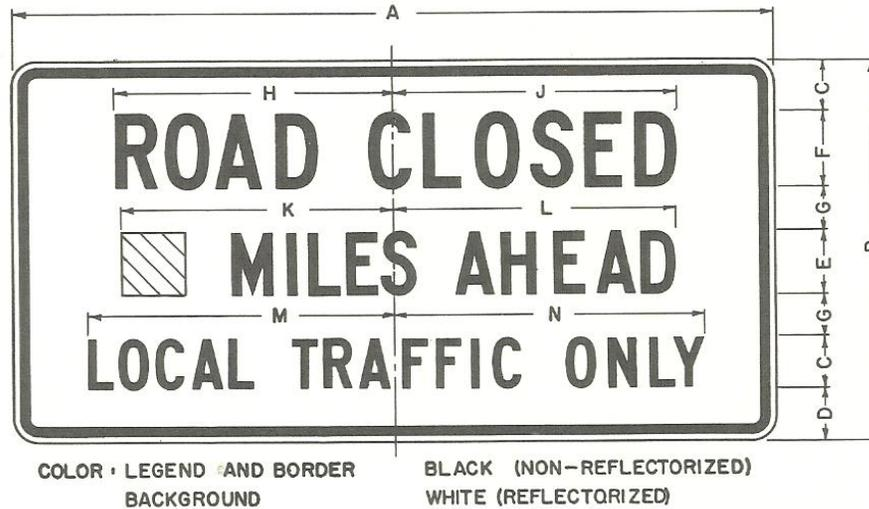 A
H J
ROAD CLOSED
K L
MILES AHEAD
M N
LOCAL TRAFFIC ONLY
C
F
G
E
G
C
D
COLOR: LEGEND AND BORDER BLACK (NON-REFLECTORIZED)
BACKGROUND WHITE (REFLECTORIZED)